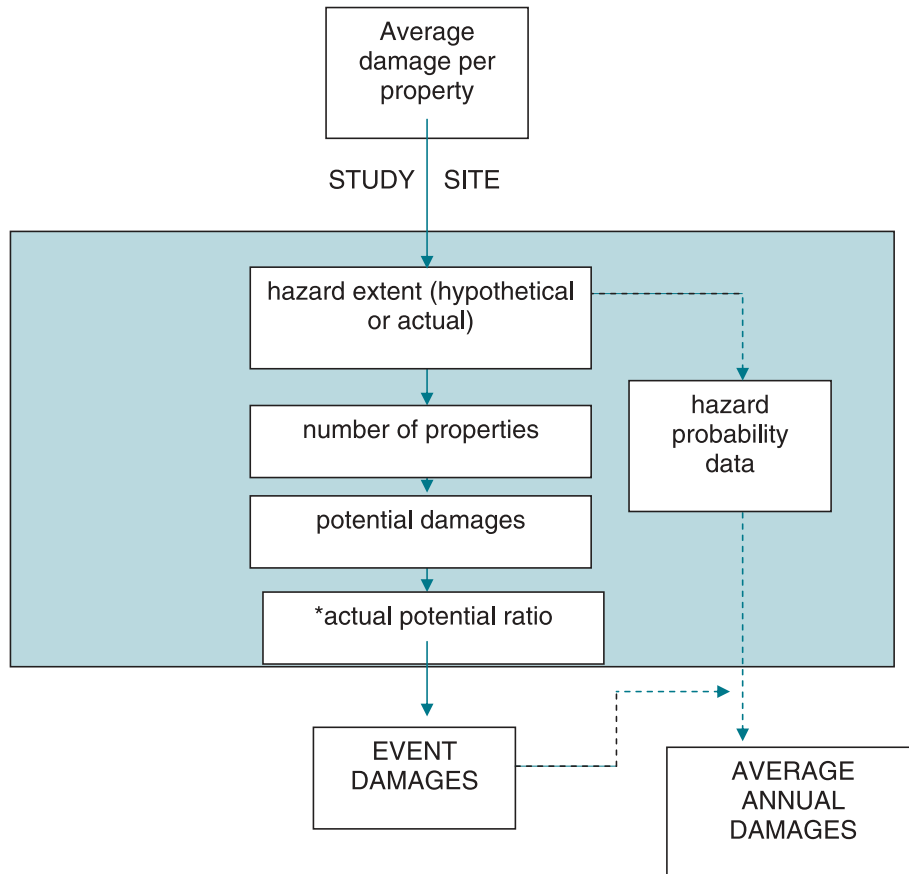 Average
damage per
property
STUDY SITE
hazard extent (hypothetical
or actual)
hazard
probability
data
number of properties
potential damages
*actual potential ratio
EVENT
DAMAGES
AVERAGE
ANNUAL
DAMAGES